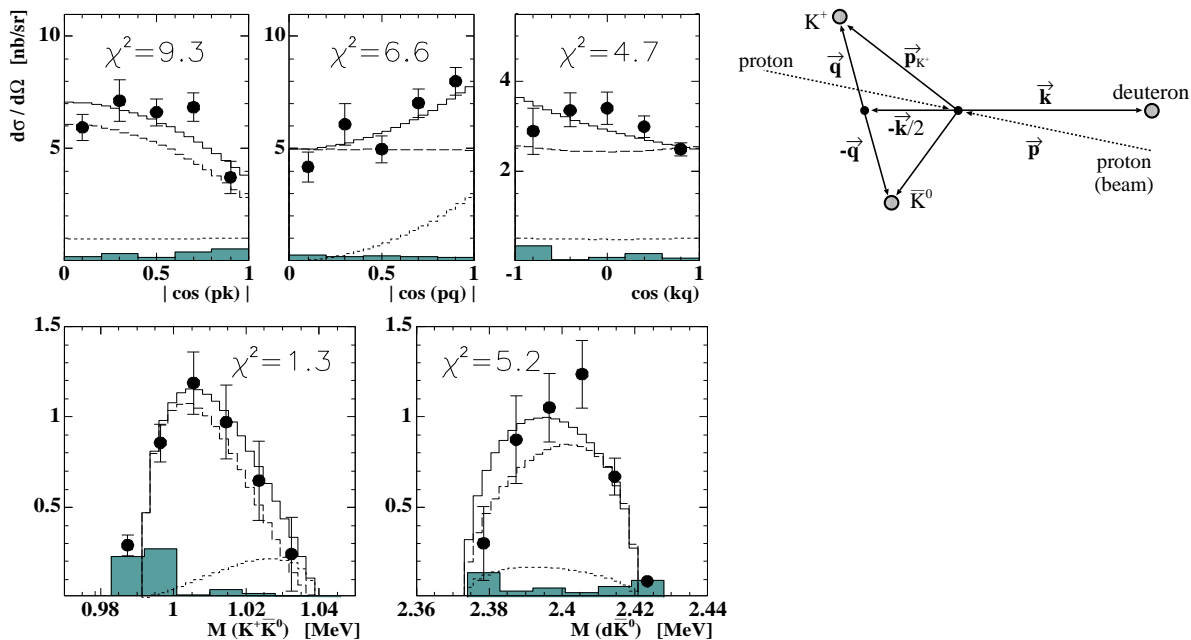 dσ/dΩ [nb/sr]
10
5
χ²=9.3
0 0.5 1
| cos (pk) |
10
5
χ²=6.6
0 0.5 1
| cos (pq) |
4
2
χ²=4.7
-1 0 1
cos (kq)
1.5
1
0.5
χ²=1.3
0.98 1 1.02 1.04
M (K⁺K̅⁰) [MeV]
1.5
1
0.5
χ²=5.2
2.36 2.38 2.4 2.42 2.44
M (dK̅⁰) [MeV]
K⁺
proton
q⃗
p⃗K⁺
k⃗
deuteron
-k⃗/2
-q⃗
p⃗
proton
(beam)
K̅⁰